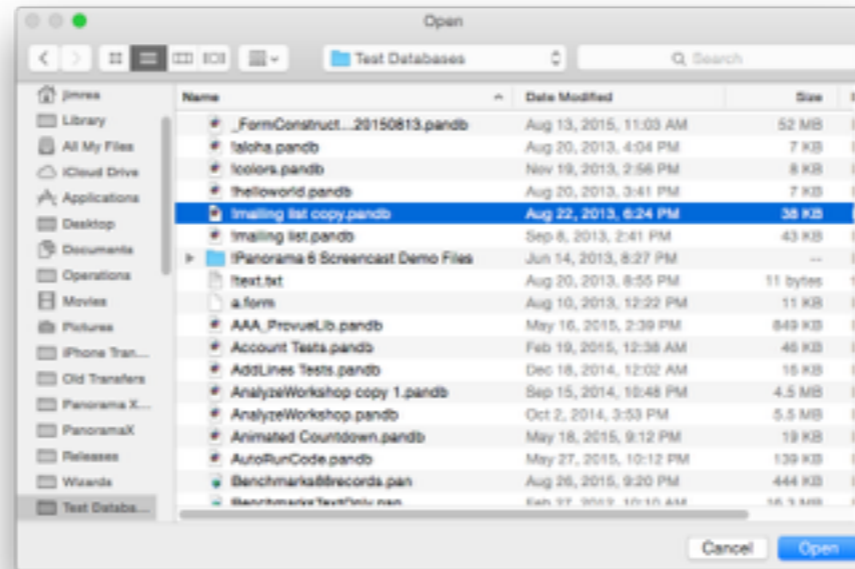 Open
Test Databases
Search
jimrea
Library
All My Files
iCloud Drive
Applications
Desktop
Documents
Operations
Movies
Pictures
iPhone Tran...
Old Transfers
Panorama X...
PanoramaX
Releases
Wizards
Test Databa...
Name Date Modified Size
_FormConstruct...20150813.pandb Aug 13, 2015, 11:03 AM 52 MB
!aloha.pandb Aug 20, 2013, 4:04 PM 7 KB
!colors.pandb Nov 19, 2013, 2:56 PM 8 KB
!helloworld.pandb Aug 20, 2013, 3:41 PM 7 KB
!mailing list copy.pandb Aug 22, 2013, 6:24 PM 38 KB
!mailing list.pandb Sep 8, 2013, 2:41 PM 43 KB
!Panorama 6 Screencast Demo Files Jun 14, 2013, 8:27 PM --
!text.txt Aug 20, 2013, 8:55 PM 11 bytes
a.form Aug 10, 2013, 12:22 PM 11 KB
AAA_ProvueLib.pandb May 16, 2015, 2:39 PM 849 KB
Account Tests.pandb Feb 19, 2015, 12:38 AM 46 KB
AddLines Tests.pandb Dec 18, 2014, 12:02 AM 16 KB
AnalyzeWorkshop copy 1.pandb Sep 15, 2014, 10:48 PM 4.5 MB
AnalyzeWorkshop.pandb Oct 2, 2014, 3:53 PM 5.5 MB
Animated Countdown.pandb May 18, 2015, 9:12 PM 19 KB
AutoRunCode.pandb May 27, 2015, 10:12 PM 139 KB
Benchmarks88records.pan Aug 26, 2015, 9:20 PM 444 KB
BenchmarksTextOnly.pan Feb 27, 2012, 10:10 AM 16.3 MB
Cancel Open